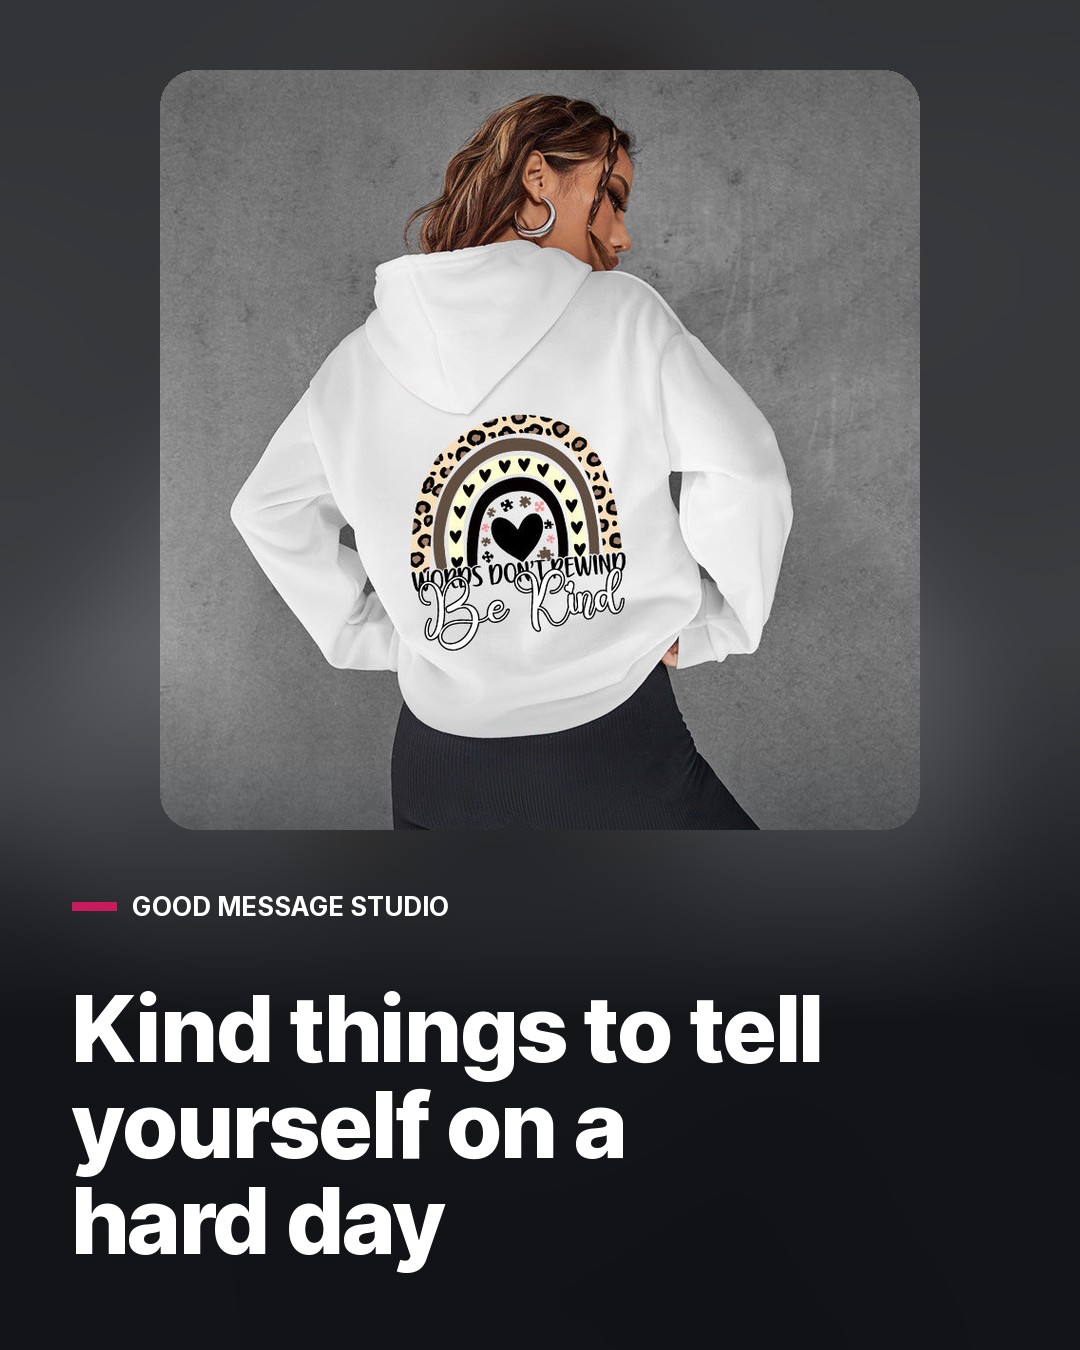 WORDS DON'T REWIND
Be Kind
GOOD MESSAGE STUDIO
Kind things to tell
yourself on a
hard day